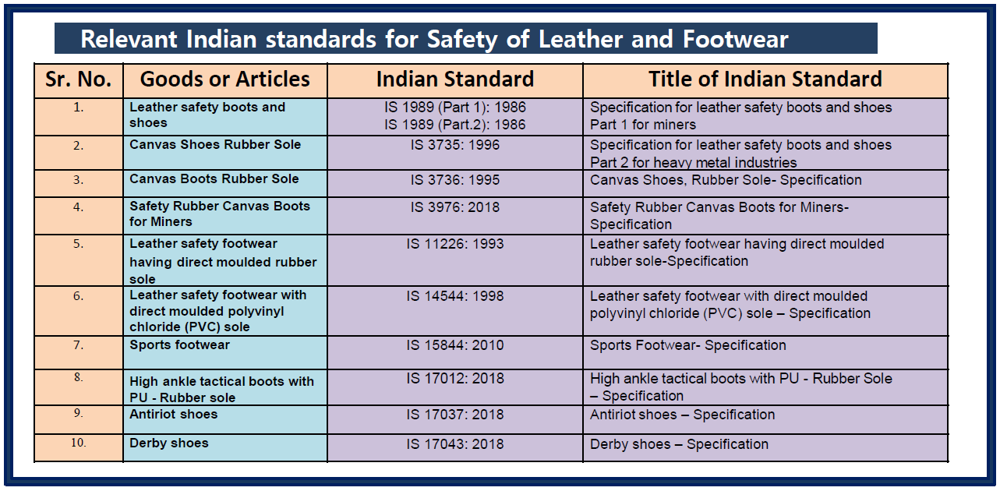 Relevant Indian standards for Safety of Leather and Footwear
Sr. No. Goods or Articles Indian Standard Title of Indian Standard
1. Leather safety boots and
shoes
IS 1989 (Part 1): 1986
IS 1989 (Part.2): 1986
Specification for leather safety boots and shoes
Part 1 for miners
2. Canvas Shoes Rubber Sole
IS 3735: 1996
Specification for leather safety boots and shoes
Part 2 for heavy metal industries
3. Canvas Boots Rubber Sole
IS 3736: 1995
Canvas Shoes, Rubber Sole- Specification
4. Safety Rubber Canvas Boots
for Miners
IS 3976: 2018
Safety Rubber Canvas Boots for Miners-
Specification
5. Leather safety footwear
having direct moulded rubber
sole
IS 11226: 1993
Leather safety footwear having direct moulded
rubber sole-Specification
6. Leather safety footwear with
direct moulded polyvinyl
chloride (PVC) sole
IS 14544: 1998
Leather safety footwear with direct moulded
polyvinyl chloride (PVC) sole – Specification
7. Sports footwear
IS 15844: 2010
Sports Footwear- Specification
8. High ankle tactical boots with
PU - Rubber sole
IS 17012: 2018
High ankle tactical boots with PU - Rubber Sole
– Specification
9. Antiriot shoes
IS 17037: 2018
Antiriot shoes – Specification
10. Derby shoes
IS 17043: 2018
Derby shoes – Specification